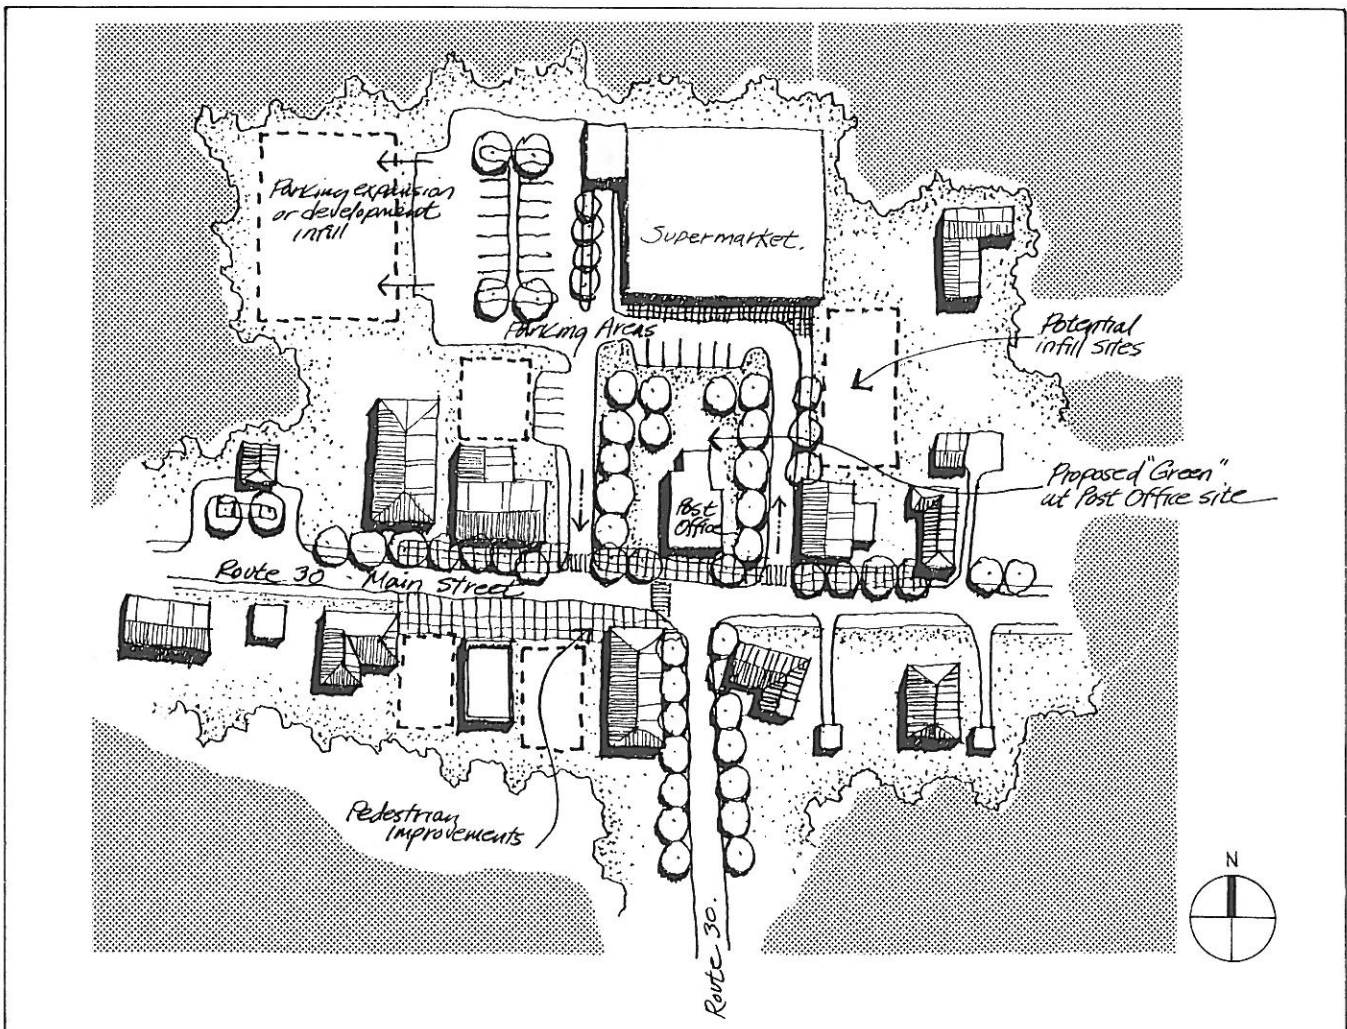 Parking expansion
or development
infill
Supermarket.
Parking Areas
Potential
infill sites
Proposed "Green"
at Post Office site
Post
Office
Route 30 - Main Street
Pedestrian
Improvements
N
Route 30.